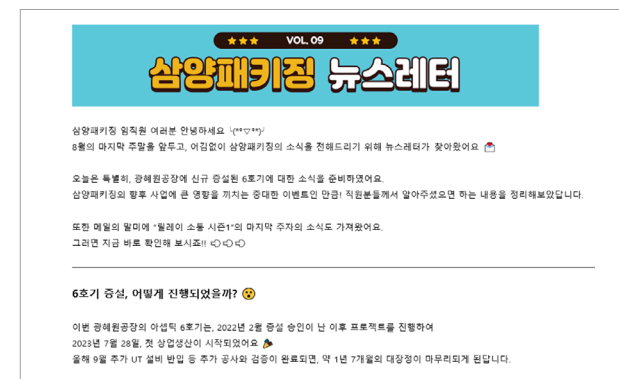 ★★★ VOL. 09 ★★★
삼양패키징 뉴스레터
삼양패키징 임직원 여러분 안녕하세요 ╰(*°▽°*)╯
8월의 마지막 주말을 앞두고, 어김없이 삼양패키징의 소식을 전해드리기 위해 뉴스레터가 찾아왔어요 💌
오늘은 특별히, 광혜원공장에 신규 증설된 6호기에 대한 소식을 준비하였어요.
삼양패키징의 향후 사업에 큰 영향을 끼치는 중대한 이벤트인 만큼! 직원분들께서 알아주셨으면 하는 내용을 정리해보았답니다.
또한 메일의 말미에 "릴레이 소통 시즌1"의 마지막 주자의 소식도 가져왔어요.
그러면 지금 바로 확인해 보시죠!! ➩➩➩
6호기 증설, 어떻게 진행되었을까? 😮
이번 광혜원공장의 아셉틱 6호기는, 2022년 2월 증설 승인이 난 이후 프로젝트를 진행하여
2023년 7월 28일, 첫 상업생산이 시작되었어요 🎉
올해 9월 추가 UT 설비 반입 등 추가 공사와 검증이 완료되면, 약 1년 7개월의 대장정이 마무리되게 된답니다.